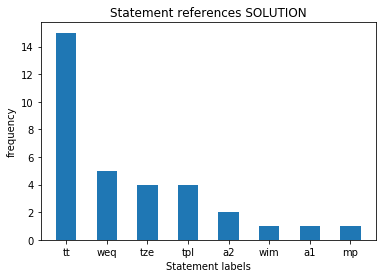 Statement references SOLUTION
frequency
14
12
10
8
6
4
2
0
tt weq tze tpl a2 wim a1 mp
Statement labels